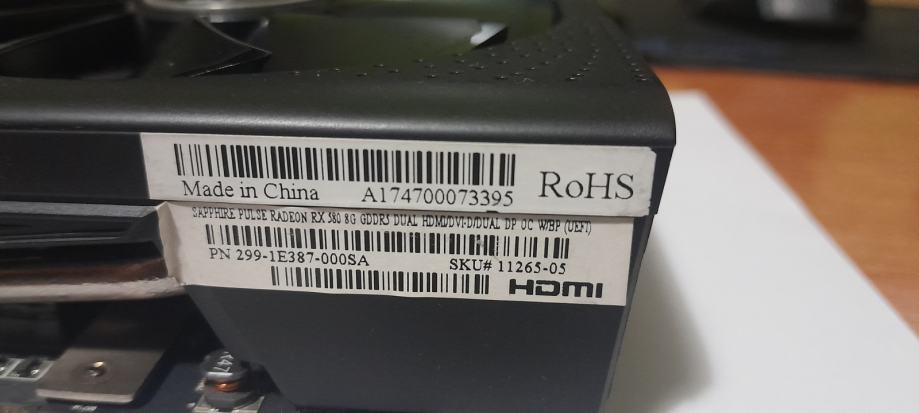 Made in China A174700073395 RoHS
SAPPHIRE PULSE RADEON RX 580 8G GDDR5 DUAL HDMI/DVI-D/DUAL DP OC W/BP (UEFI)
PN 299-1E387-000SA SKU# 11265-05
HDMI